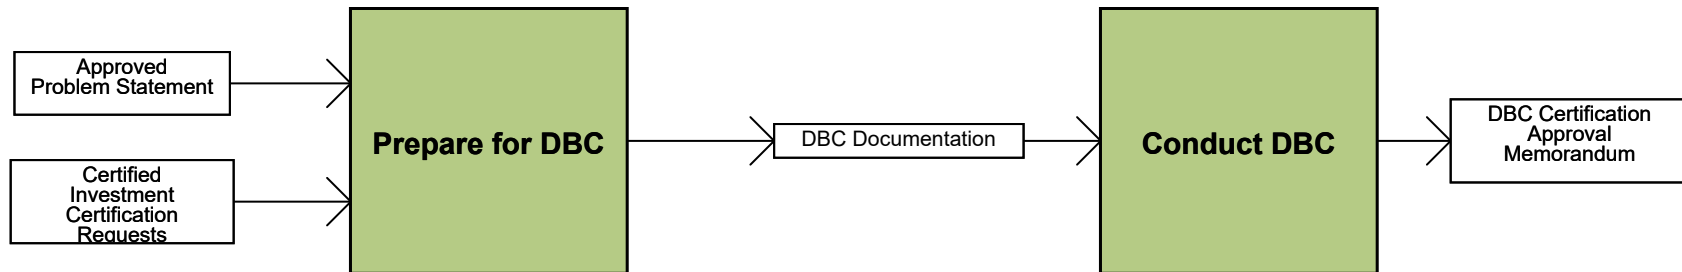 Approved
Problem Statement
Certified
Investment
Certification
Requests
Prepare for DBC
DBC Documentation
Conduct DBC
DBC Certification
Approval
Memorandum